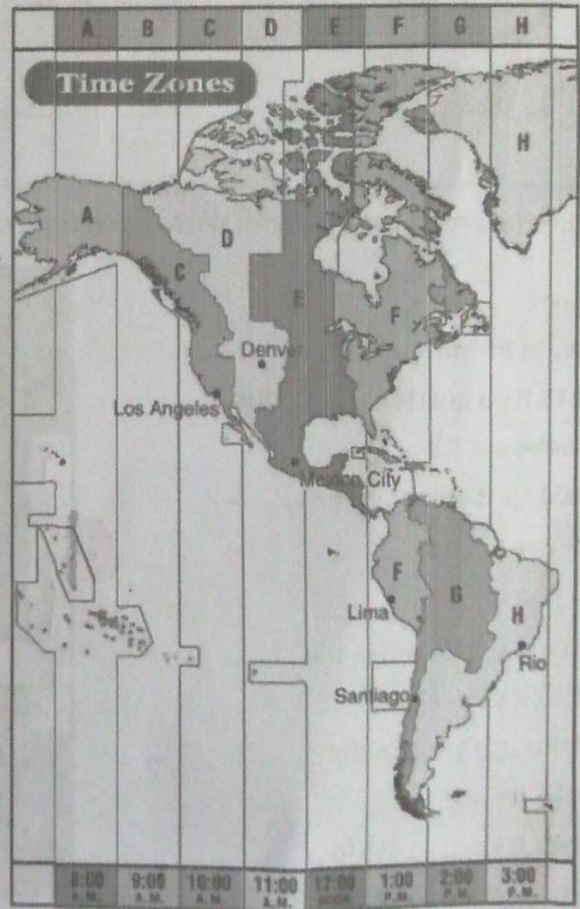 A B C D E F G H
Time Zones
H
A
D
C
E
F
Denver
Los Angeles
Mexico City
F
G
Lima
H
Rio
Santiago
8:00 9:00 10:00 11:00 12:00 1:00 2:00 3:00
A.M. A.M. A.M. A.M. NOON P.M. P.M. P.M.